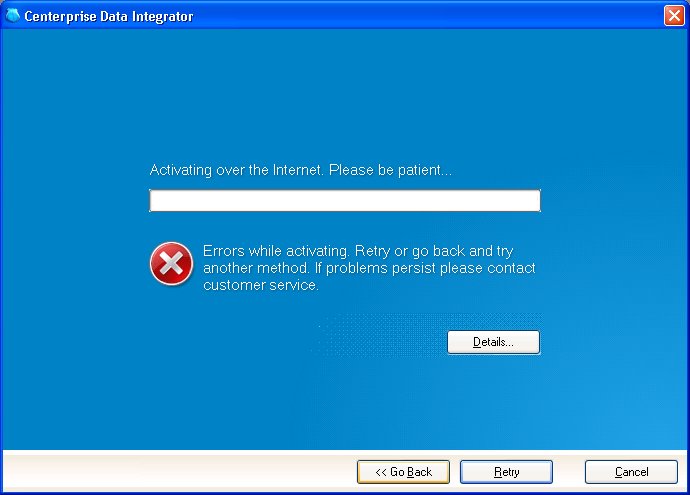 Centerprise Data Integrator
Activating over the Internet. Please be patient...
Errors while activating. Retry or go back and try
another method. If problems persist please contact
customer service.
Details...
<< Go Back
Retry
Cancel